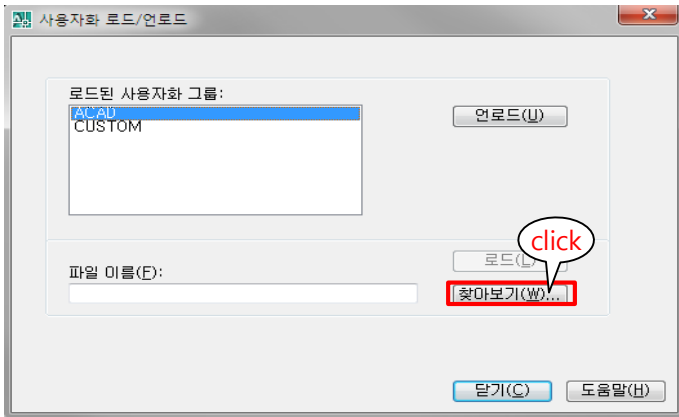 사용자화 로드/언로드
로드된 사용자화 그룹:
ACAD
CUSTOM
언로드(U)
click
로드(L)
파일 이름(F):
찾아보기(W)...
닫기(C)
도움말(H)